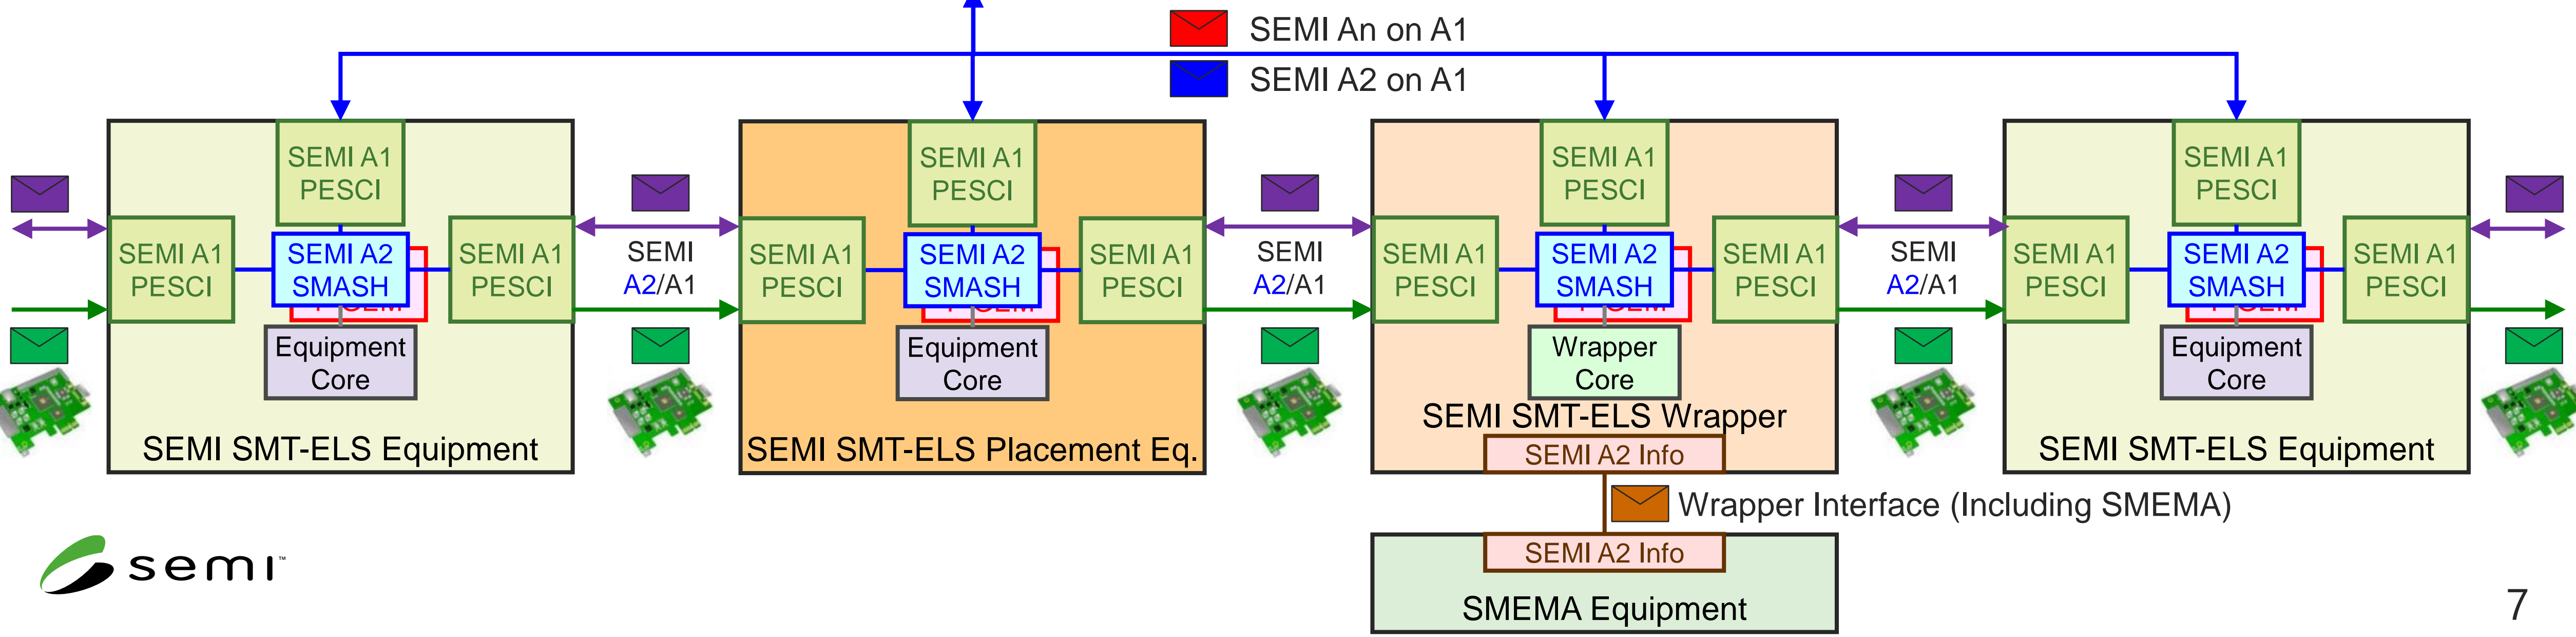 SEMI An on A1
SEMI A2 on A1
SEMI A1
PESCI
SEMI A1
PESCI
SEMI A2
SMASH
SEMI A1
PESCI
Equipment
Core
SEMI SMT-ELS Equipment
SEMI
A2/A1
SEMI A1
PESCI
SEMI A1
PESCI
SEMI A2
SMASH
SEMI A1
PESCI
Equipment
Core
SEMI SMT-ELS Placement Eq.
SEMI
A2/A1
SEMI A1
PESCI
SEMI A1
PESCI
SEMI A2
SMASH
SEMI A1
PESCI
Wrapper
Core
SEMI SMT-ELS Wrapper
SEMI A2 Info
SEMI
A2/A1
SEMI A1
PESCI
SEMI A1
PESCI
SEMI A2
SMASH
SEMI A1
PESCI
Equipment
Core
SEMI SMT-ELS Equipment
Wrapper Interface (Including SMEMA)
SEMI A2 Info
SMEMA Equipment
semi™
7